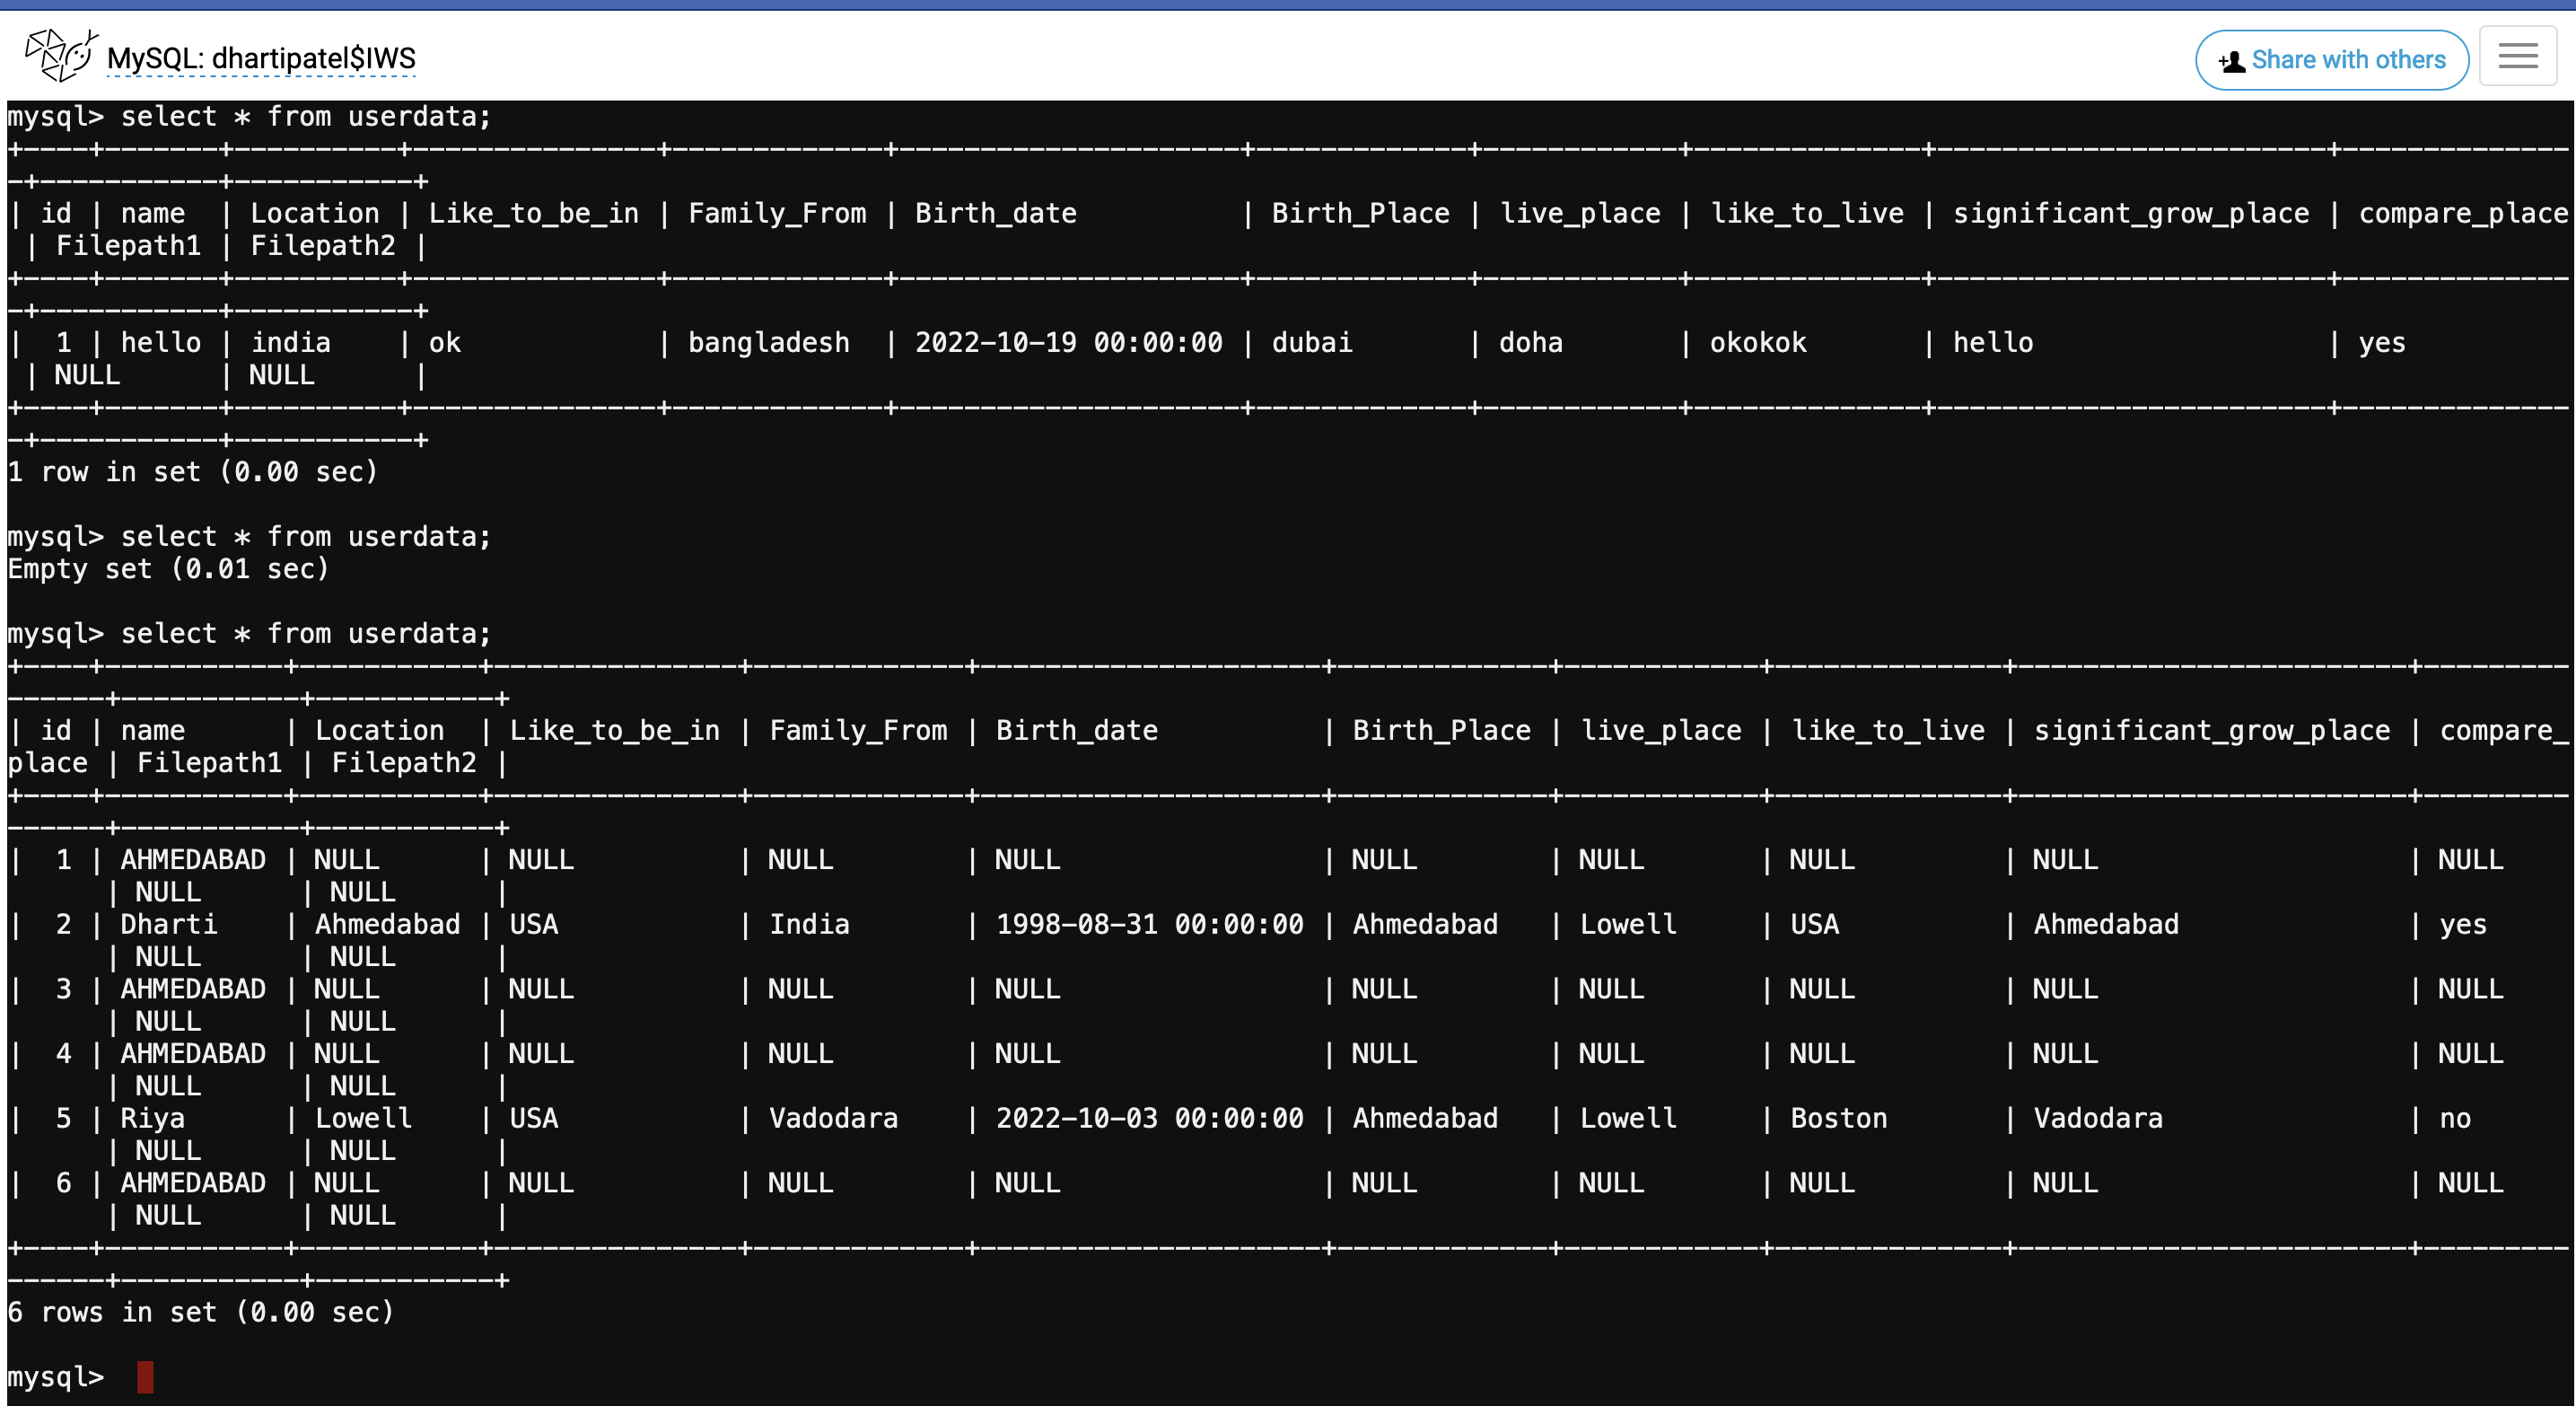 MySQL: dhartipatel$IWS
Share with others
mysql> select * from userdata;
+----+-------+----------+---------------+-------------+---------------------+-------------+------------+--------------+------------------------+--------------
-+-----------+-----------+
| id | name  | Location | Like_to_be_in | Family_From | Birth_date          | Birth_Place | live_place | like_to_live | significant_grow_place | compare_place
 | Filepath1 | Filepath2 |
+----+-------+----------+---------------+-------------+---------------------+-------------+------------+--------------+------------------------+--------------
-+-----------+-----------+
|  1 | hello | india    | ok            | bangladesh  | 2022-10-19 00:00:00 | dubai       | doha       | okokok       | hello                  | yes
 | NULL      | NULL      |
+----+-------+----------+---------------+-------------+---------------------+-------------+------------+--------------+------------------------+--------------
-+-----------+-----------+
1 row in set (0.00 sec)
mysql> select * from userdata;
Empty set (0.01 sec)
mysql> select * from userdata;
+----+-----------+-----------+---------------+-------------+---------------------+-------------+------------+--------------+------------------------+---------
------+-----------+-----------+
| id | name      | Location  | Like_to_be_in | Family_From | Birth_date          | Birth_Place | live_place | like_to_live | significant_grow_place | compare_
place | Filepath1 | Filepath2 |
+----+-----------+-----------+---------------+-------------+---------------------+-------------+------------+--------------+------------------------+---------
------+-----------+-----------+
|  1 | AHMEDABAD | NULL      | NULL          | NULL        | NULL                | NULL        | NULL       | NULL         | NULL                   | NULL
      | NULL      | NULL      |
|  2 | Dharti    | Ahmedabad | USA           | India       | 1998-08-31 00:00:00 | Ahmedabad   | Lowell     | USA          | Ahmedabad              | yes
      | NULL      | NULL      |
|  3 | AHMEDABAD | NULL      | NULL          | NULL        | NULL                | NULL        | NULL       | NULL         | NULL                   | NULL
      | NULL      | NULL      |
|  4 | AHMEDABAD | NULL      | NULL          | NULL        | NULL                | NULL        | NULL       | NULL         | NULL                   | NULL
      | NULL      | NULL      |
|  5 | Riya      | Lowell    | USA           | Vadodara    | 2022-10-03 00:00:00 | Ahmedabad   | Lowell     | Boston       | Vadodara               | no
      | NULL      | NULL      |
|  6 | AHMEDABAD | NULL      | NULL          | NULL        | NULL                | NULL        | NULL       | NULL         | NULL                   | NULL
      | NULL      | NULL      |
+----+-----------+-----------+---------------+-------------+---------------------+-------------+------------+--------------+------------------------+---------
------+-----------+-----------+
6 rows in set (0.00 sec)
mysql>